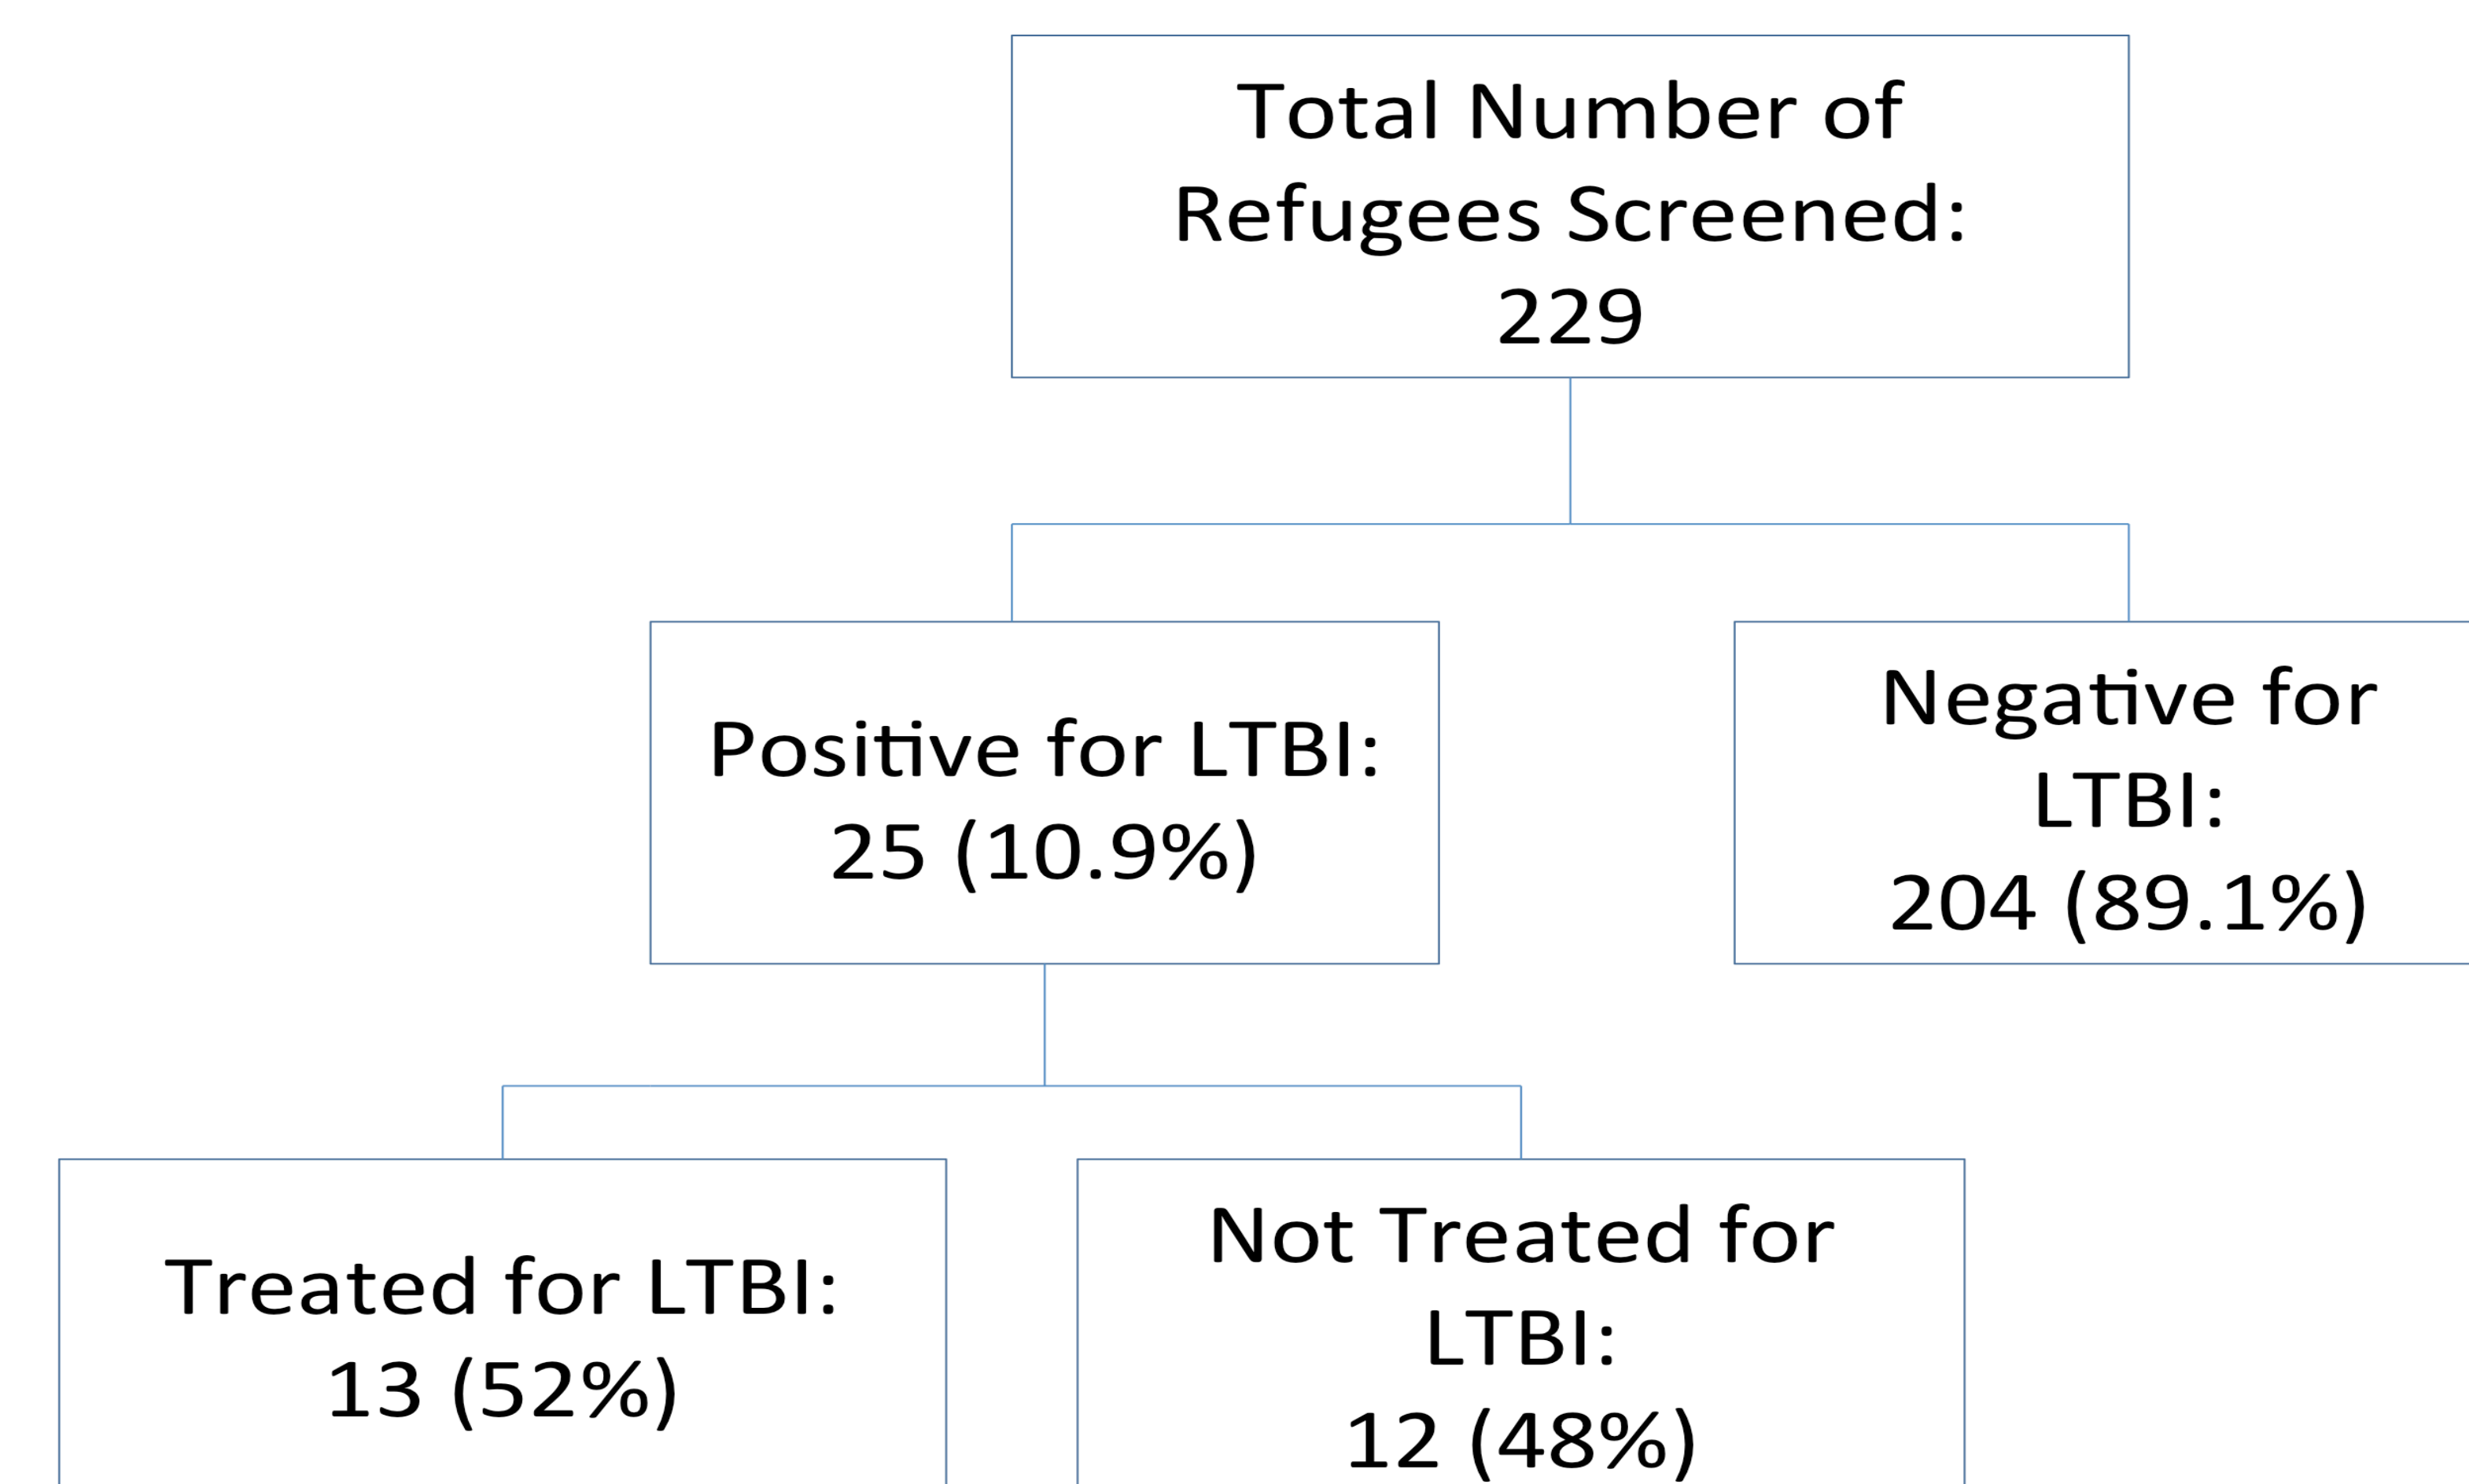 Total Number of
Refugees Screened:
229
Positive for LTBI:
25 (10.9%)
Negative for
LTBI:
204 (89.1%)
Treated for LTBI:
13 (52%)
Not Treated for
LTBI:
12 (48%)